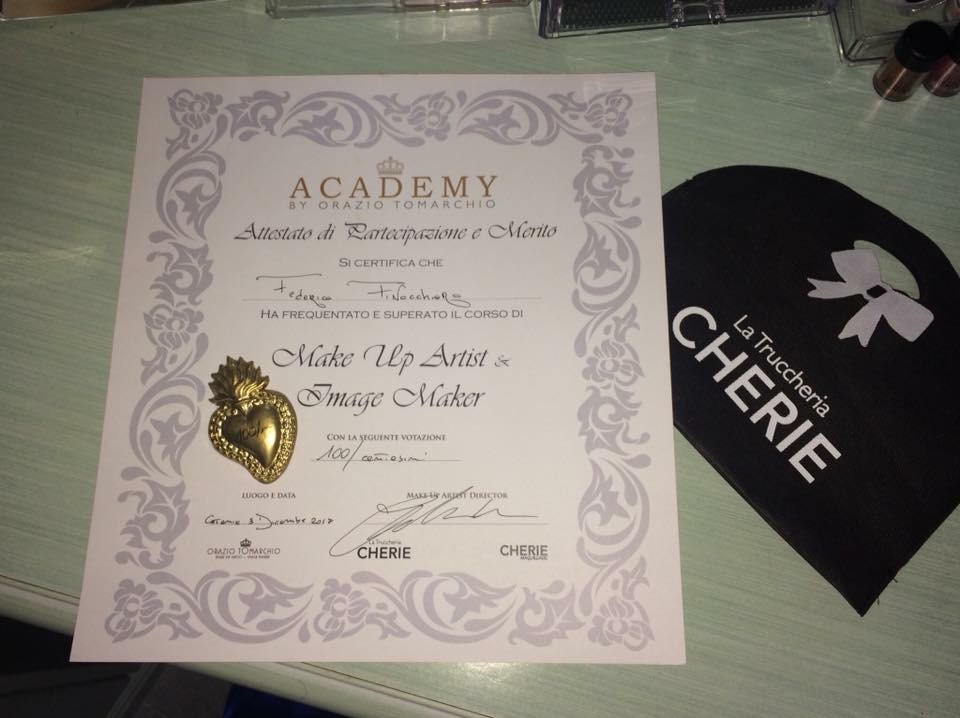 ACADEMY
BY ORAZIO TOMARCHIO
Attestato di Partecipazione e Merito
SI CERTIFICA CHE
Federica Finocchiaro
HA FREQUENTATO E SUPERATO IL CORSO DI
Make Up Artist &
Image Maker
CON LA SEGUENTE VOTAZIONE
100/centesimi
LUOGO E DATA
MAKE UP ARTIST DIRECTOR
Catania 3 Dicembre 2017
ORAZIO TOMARCHIO
La Truccheria
CHERIE
CHERIE
MAQUILLAGE
La Truccheria
CHERIE